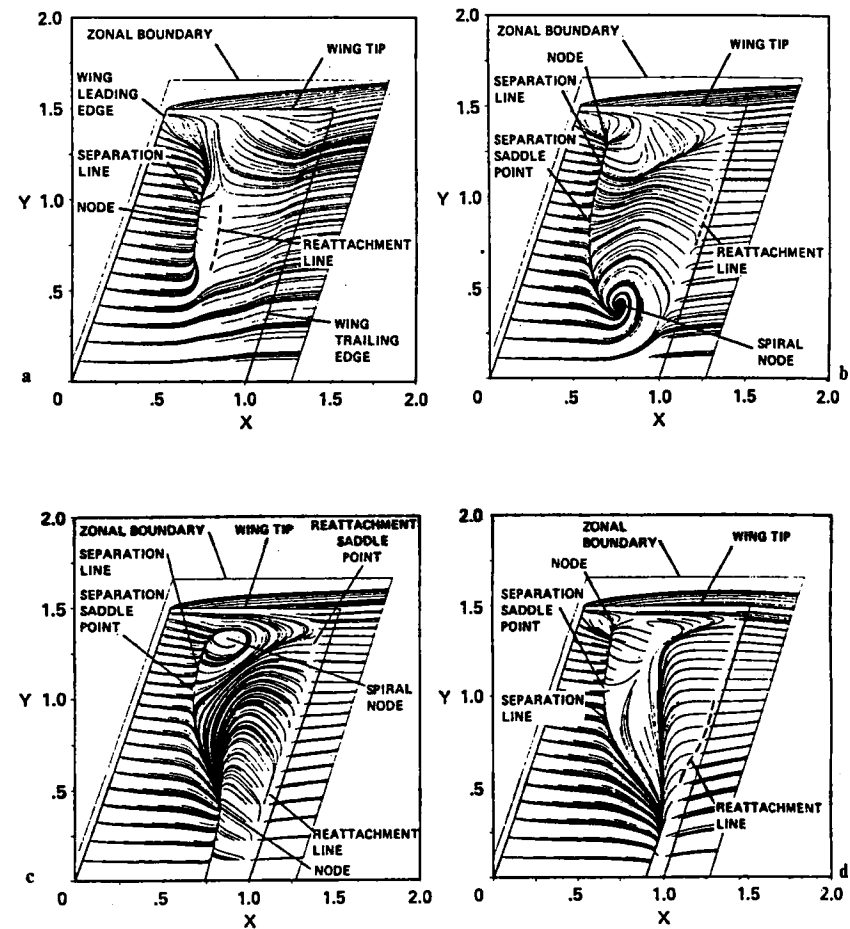 2.0
ZONAL BOUNDARY
WING TIP
WING
LEADING
EDGE
1.5
SEPARATION
LINE
Y
1.0
NODE
REATTACHMENT
LINE
.5
WING
TRAILING
EDGE
a
0
.5
1.0
1.5
2.0
X
2.0
ZONAL BOUNDARY
WING TIP
NODE
SEPARATION
LINE
1.5
SEPARATION
SADDLE
POINT
Y
1.0
REATTACHMENT
LINE
.5
SPIRAL
NODE
b
0
.5
1.0
1.5
2.0
X
2.0
ZONAL BOUNDARY
WING TIP
REATTACHMENT
SADDLE
POINT
SEPARATION
LINE
1.5
SEPARATION
SADDLE
POINT
Y
1.0
SPIRAL
NODE
.5
REATTACHMENT
LINE
NODE
c
0
.5
1.0
1.5
2.0
X
2.0
ZONAL
BOUNDARY
WING TIP
NODE
1.5
SEPARATION
SADDLE
POINT
Y
1.0
SEPARATION
LINE
.5
REATTACHMENT
LINE
d
0
.5
1.0
1.5
2.0
X